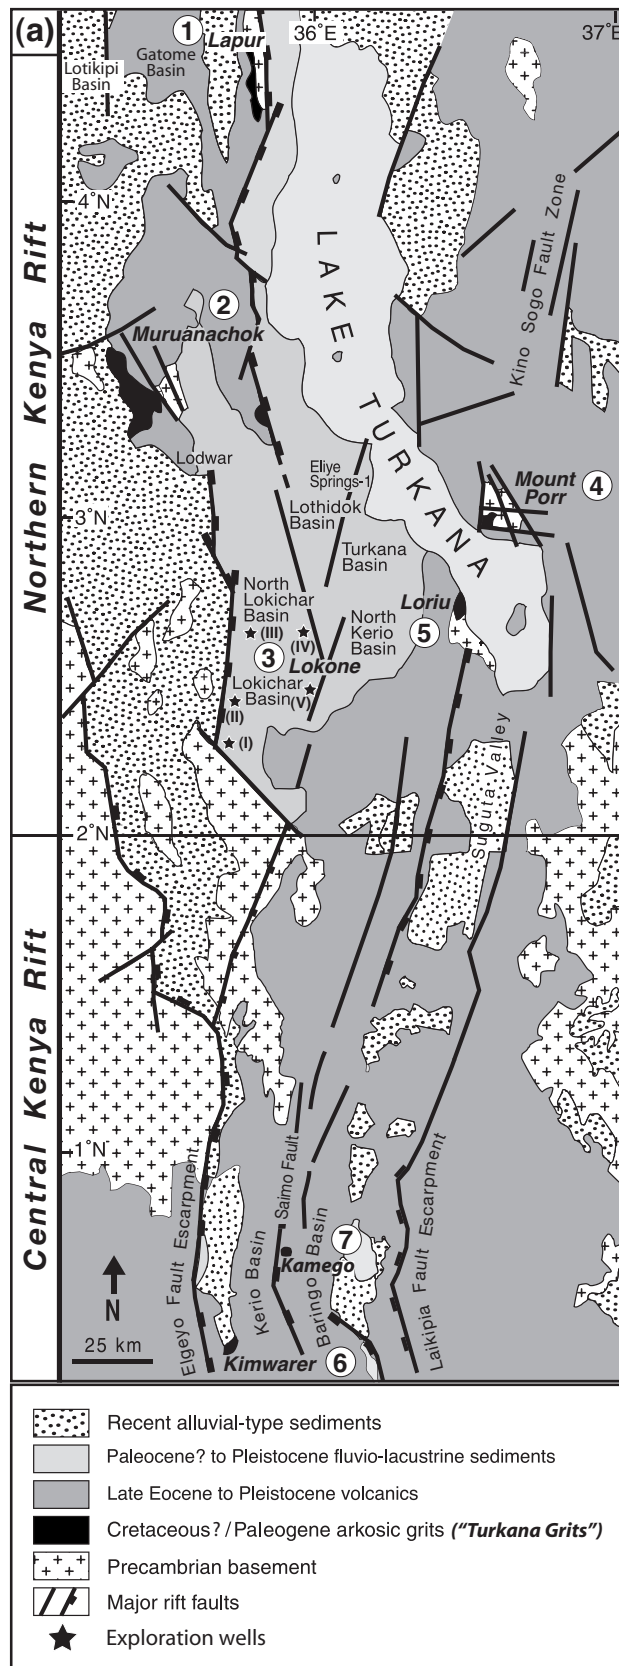 (a)
1
Lapur
36˚E
37˚E
Gatome
Basin
Lotikipi
Basin
4˚N
Northern Kenya Rift
LAKE TURKANA
Kino Sogo Fault Zone
2
Muruanachok
Lodwar
Eliye
Springs-1
Lothidok
Basin
3˚N
Mount
Porr
4
Turkana
Basin
North
Lokichar
Basin
(III)
(IV)
North
Kerio
Basin
Loriu
5
3
Lokone
Lokichar
Basin
(V)
(II)
(I)
Suguta Valley
2˚N
Central Kenya Rift
1˚N
Elgeyo Fault Escarpment
Kerio Basin
Saimo Fault
Baringo Basin
Laikipia Fault Escarpment
7
Kamego
N
25 km
Kimwarer
6
Recent alluvial-type sediments
Paleocene? to Pleistocene fluvio-lacustrine sediments
Late Eocene to Pleistocene volcanics
Cretaceous? / Paleogene arkosic grits ("Turkana Grits")
Precambrian basement
Major rift faults
Exploration wells